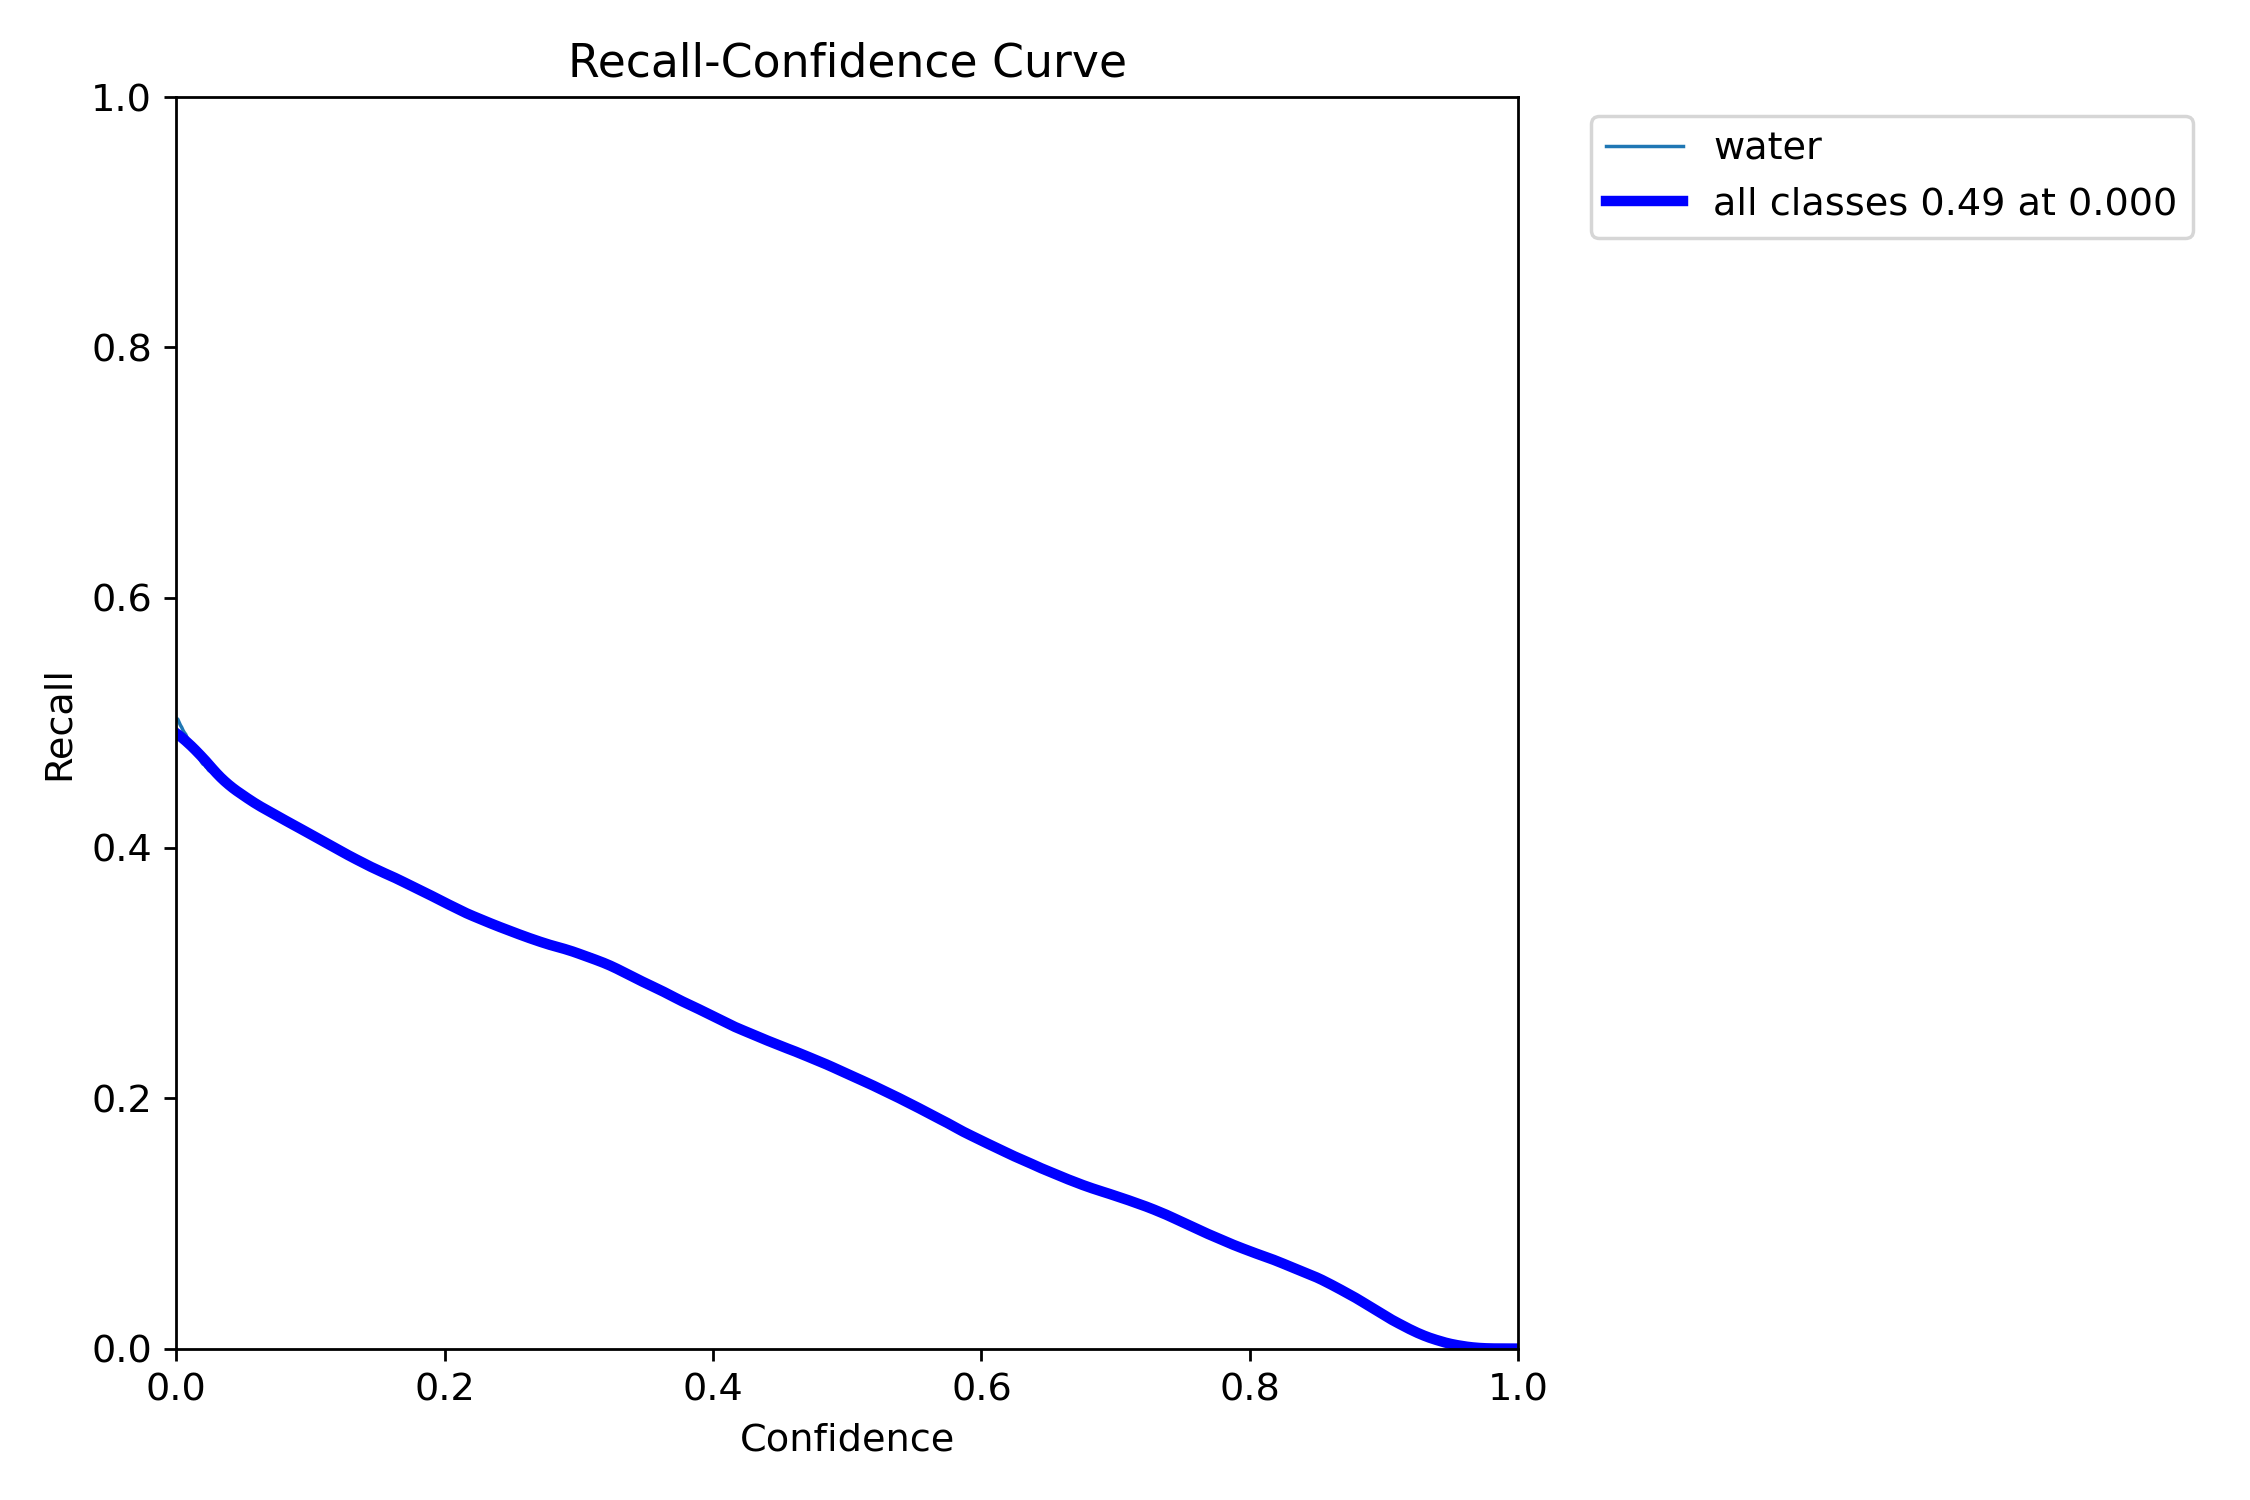 Recall-Confidence Curve
1.0
0.8
0.6
0.4
0.2
0.0
Recall
0.0 0.2 0.4 0.6 0.8 1.0
Confidence
water
all classes 0.49 at 0.000